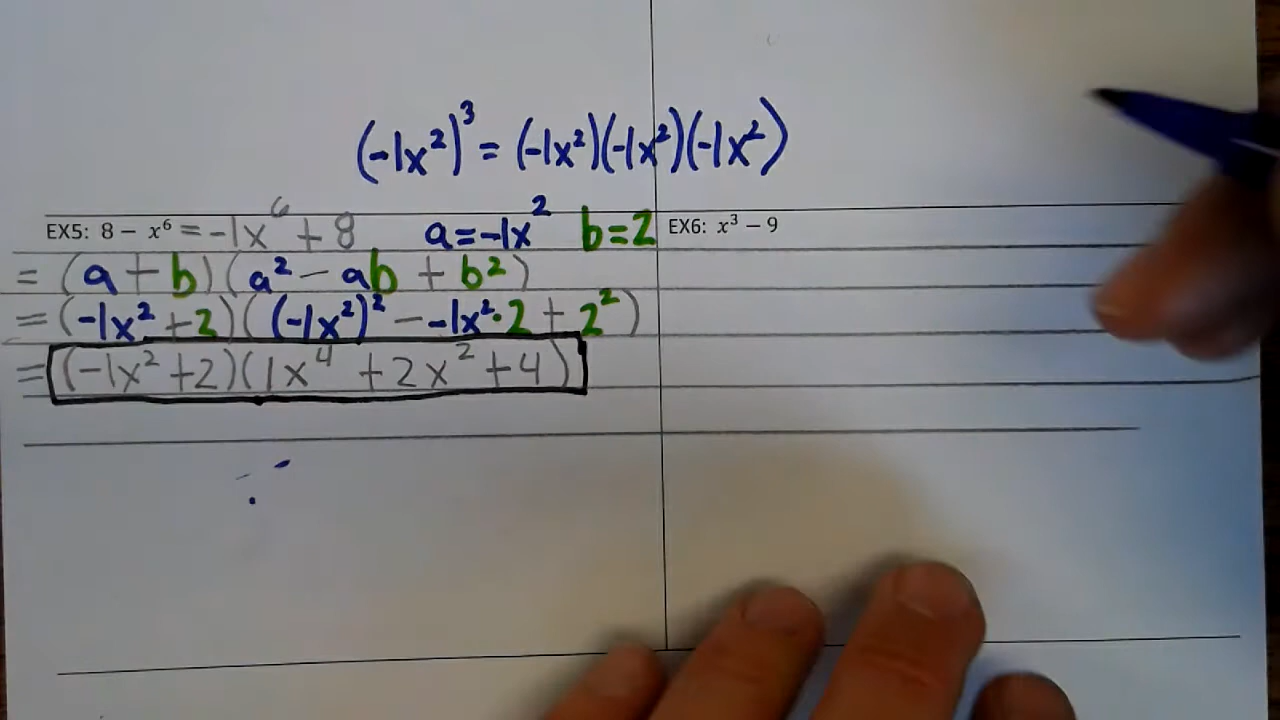 (-1x²)³ = (-1x²)(-1x²)(-1x²)
EX5: 8 − x⁶ = -1x⁶ + 8 a = -1x² b = 2
EX6: x³ − 9
= (a + b)(a² - ab + b²)
= (-1x² + 2)((-1x²)² - -1x²·2 + 2²)
= (-1x² + 2)(1x⁴ + 2x² + 4)